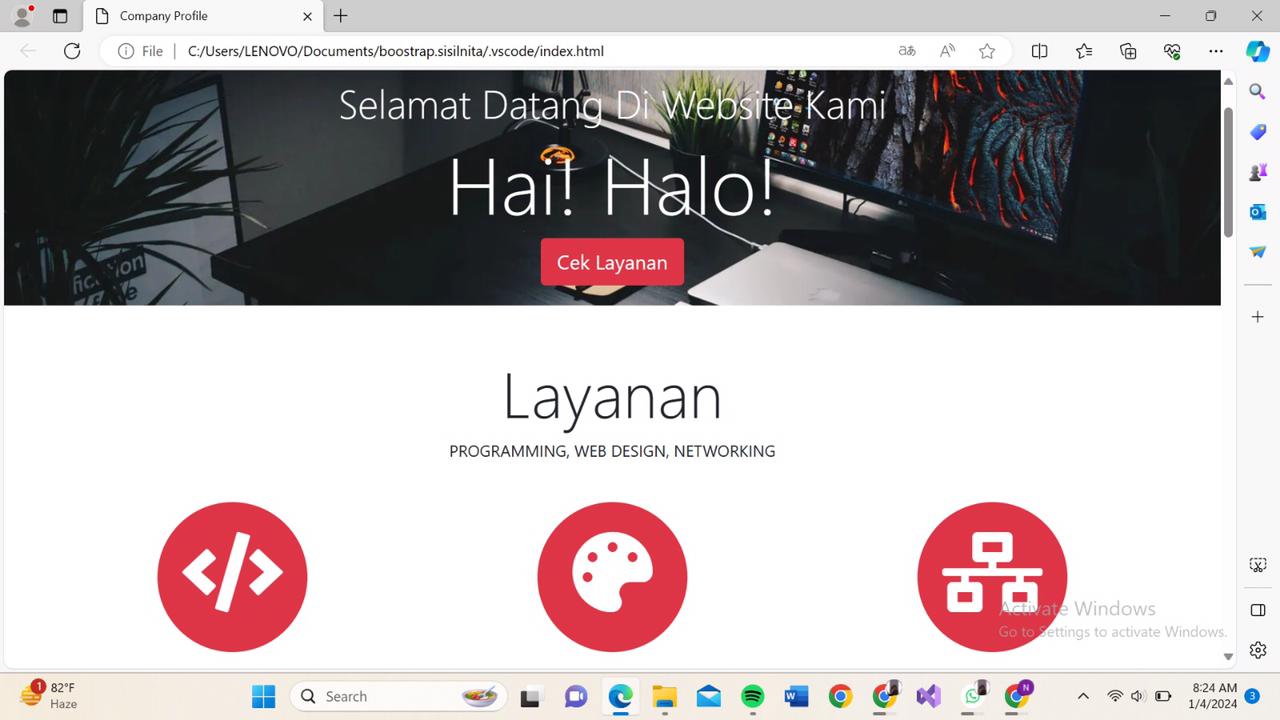 Company Profile
File
C:/Users/LENOVO/Documents/boostrap.sisilnita/.vscode/index.html
Selamat Datang Di Website Kami
Hai! Halo!
Cek Layanan
fiction
Layanan
PROGRAMMING, WEB DESIGN, NETWORKING
Activate Windows
Go to Settings to activate Windows.
1
82°F
Haze
Search
N
8:24 AM
1/4/2024
3